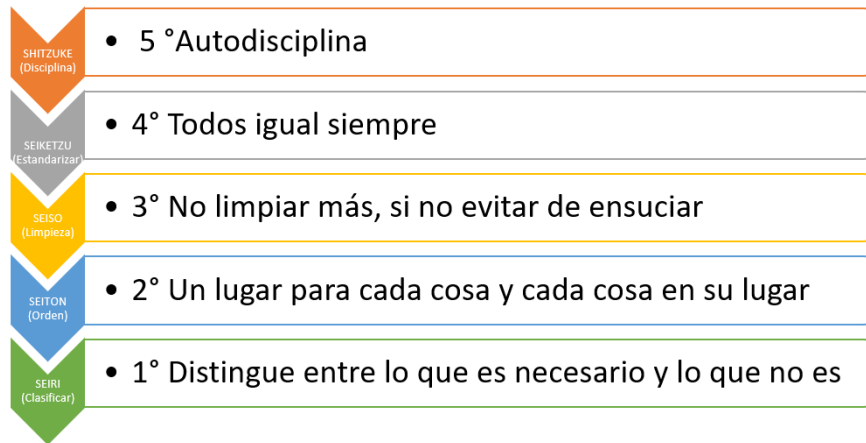 SHITZUKE
(Disciplina)
• 5 °Autodisciplina
SEIKETZU
(Estandarizar)
• 4° Todos igual siempre
SEISO
(Limpieza)
• 3° No limpiar más, si no evitar de ensuciar
SEITON
(Orden)
• 2° Un lugar para cada cosa y cada cosa en su lugar
SEIRI
(Clasificar)
• 1° Distingue entre lo que es necesario y lo que no es